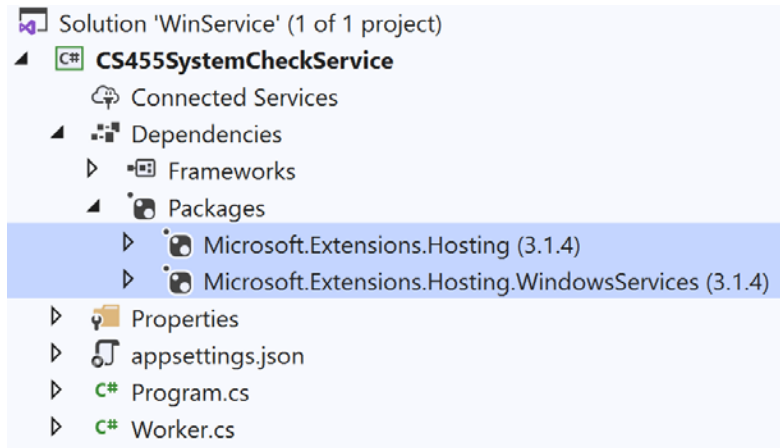 Solution 'WinService' (1 of 1 project)
C# CS455SystemCheckService
Connected Services
Dependencies
Frameworks
Packages
Microsoft.Extensions.Hosting (3.1.4)
Microsoft.Extensions.Hosting.WindowsServices (3.1.4)
Properties
appsettings.json
C# Program.cs
C# Worker.cs